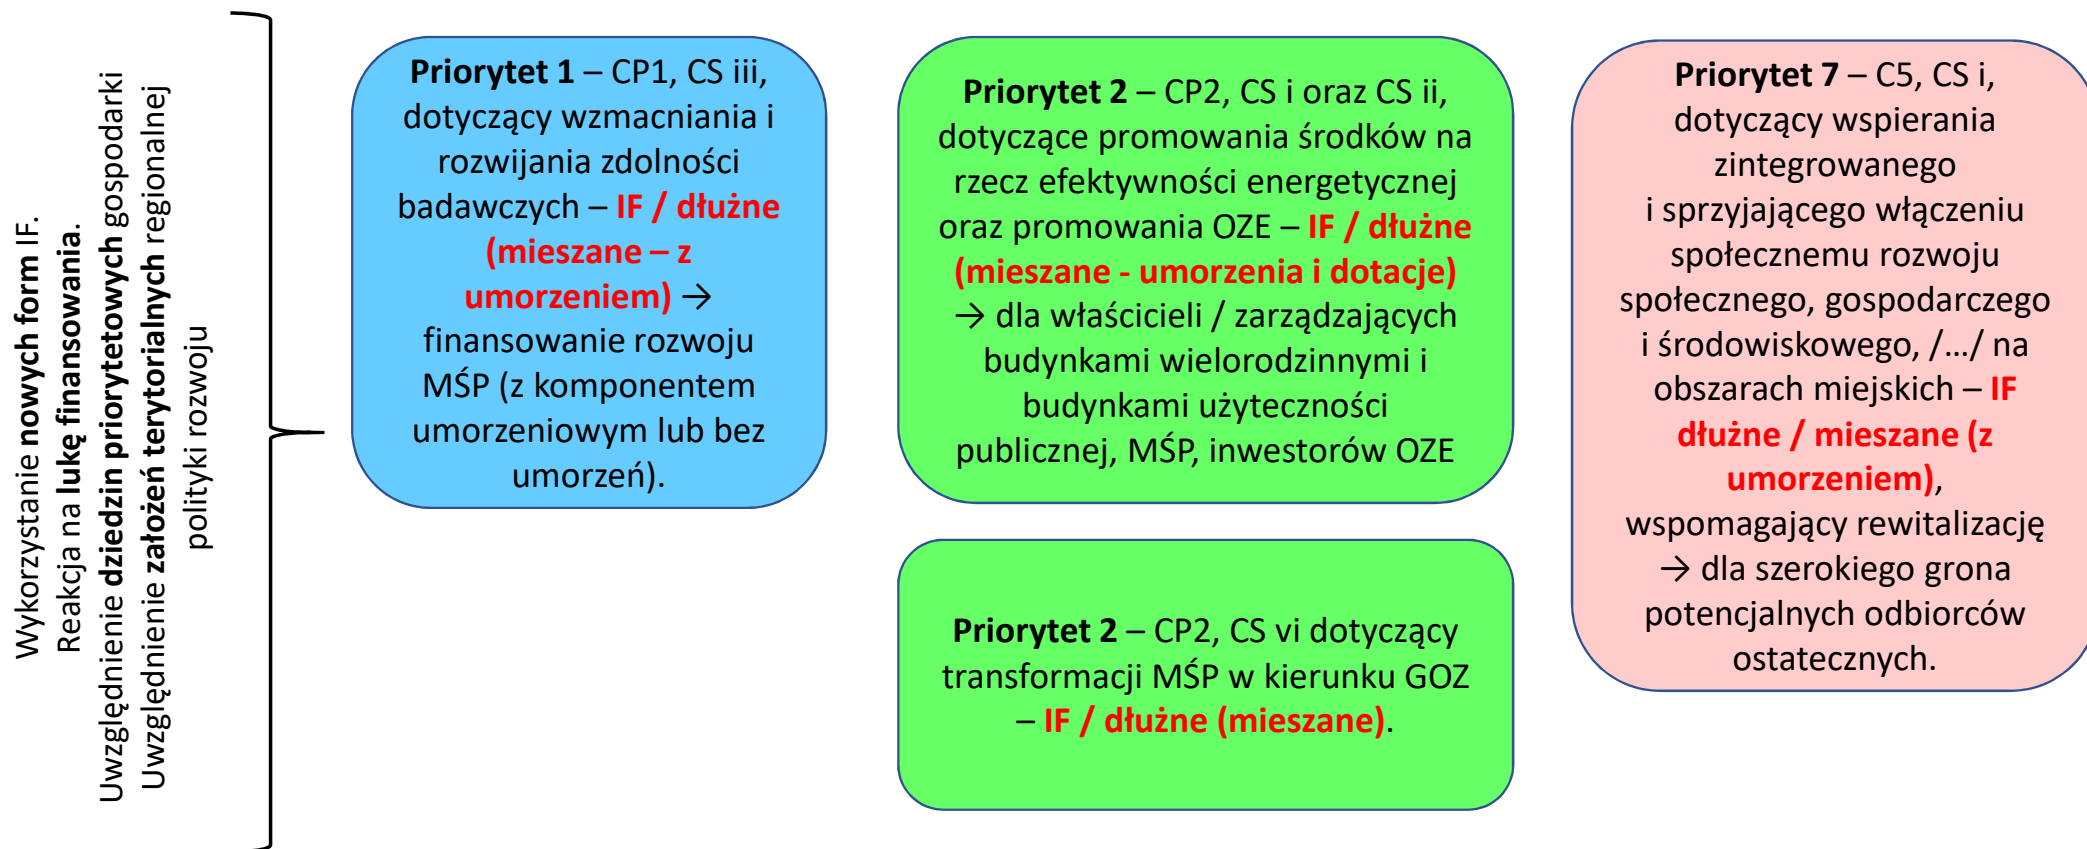 Wykorzystanie nowych form IF.
Reakcja na lukę finansowania.
Uwzględnienie dziedzin priorytetowych gospodarki
Uwzględnienie założeń terytorialnych regionalnej
polityki rozwoju
Priorytet 1 – CP1, CS iii,
dotyczący wzmacniania i
rozwijania zdolności
badawczych – IF / dłużne
(mieszane – z
umorzeniem) →
finansowanie rozwoju
MŚP (z komponentem
umorzeniowym lub bez
umorzeń).
Priorytet 2 – CP2, CS i oraz CS ii,
dotyczące promowania środków na
rzecz efektywności energetycznej
oraz promowania OZE – IF / dłużne
(mieszane - umorzenia i dotacje)
→ dla właścicieli / zarządzających
budynkami wielorodzinnymi i
budynkami użyteczności
publicznej, MŚP, inwestorów OZE
Priorytet 2 – CP2, CS vi dotyczący
transformacji MŚP w kierunku GOZ
– IF / dłużne (mieszane).
Priorytet 7 – C5, CS i,
dotyczący wspierania
zintegrowanego
i sprzyjającego włączeniu
społecznemu rozwoju
społecznego, gospodarczego
i środowiskowego, /…/ na
obszarach miejskich – IF
dłużne / mieszane (z
umorzeniem),
wspomagający rewitalizację
→ dla szerokiego grona
potencjalnych odbiorców
ostatecznych.